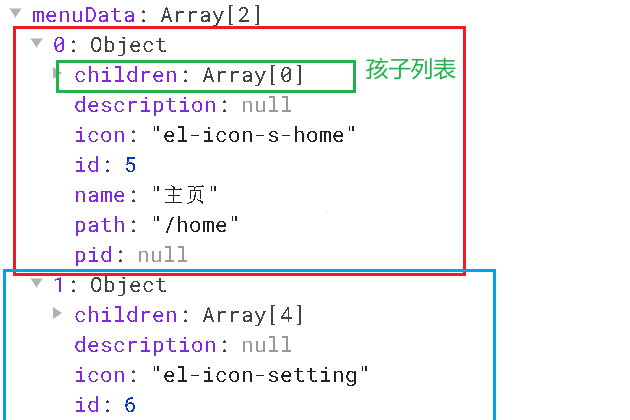 menuData: Array[2]
0: Object
children: Array[0] 孩子列表
description: null
icon: "el-icon-s-home"
id: 5
name: "主页"
path: "/home"
pid: null
1: Object
children: Array[4]
description: null
icon: "el-icon-setting"
id: 6